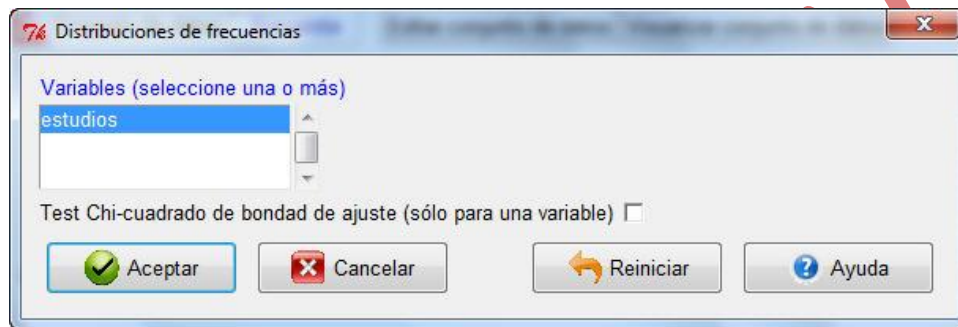 Distribuciones de frecuencias
Variables (seleccione una o más)
estudios
Test Chi-cuadrado de bondad de ajuste (sólo para una variable)
Aceptar Cancelar Reiniciar Ayuda